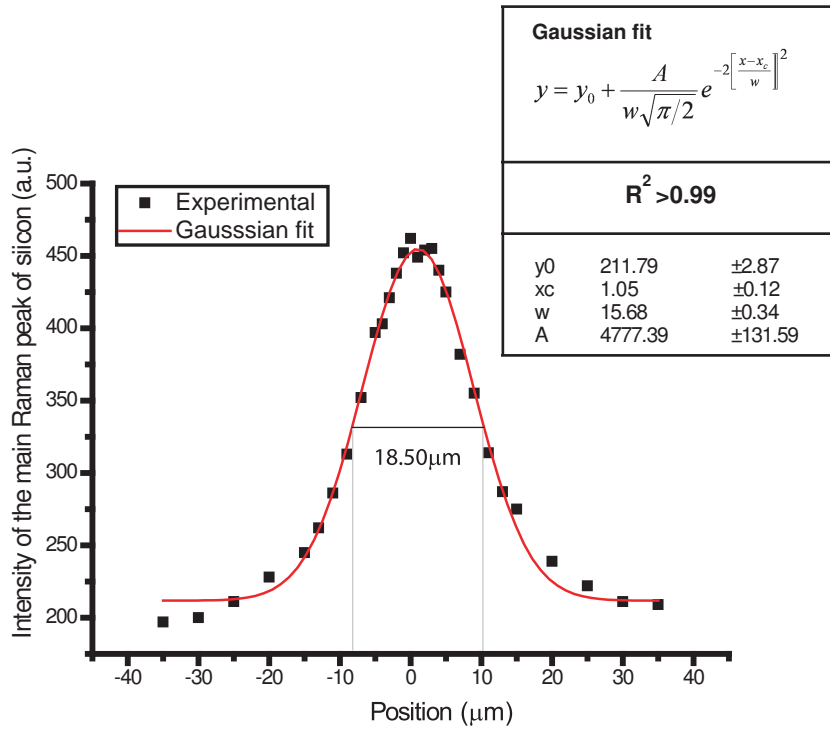 Gaussian fit
y = y₀ + A / (w√(π/2)) e^(-2[(x-x_c)/w]]²)
R² >0.99
y0 211.79 ±2.87
xc 1.05 ±0.12
w 15.68 ±0.34
A 4777.39 ±131.59
Experimental
Gausssian fit
Intensity of the main Raman peak of siicon (a.u.)
500
450
400
350
300
250
200
18.50μm
-40 -30 -20 -10 0 10 20 30 40
Position (μm)